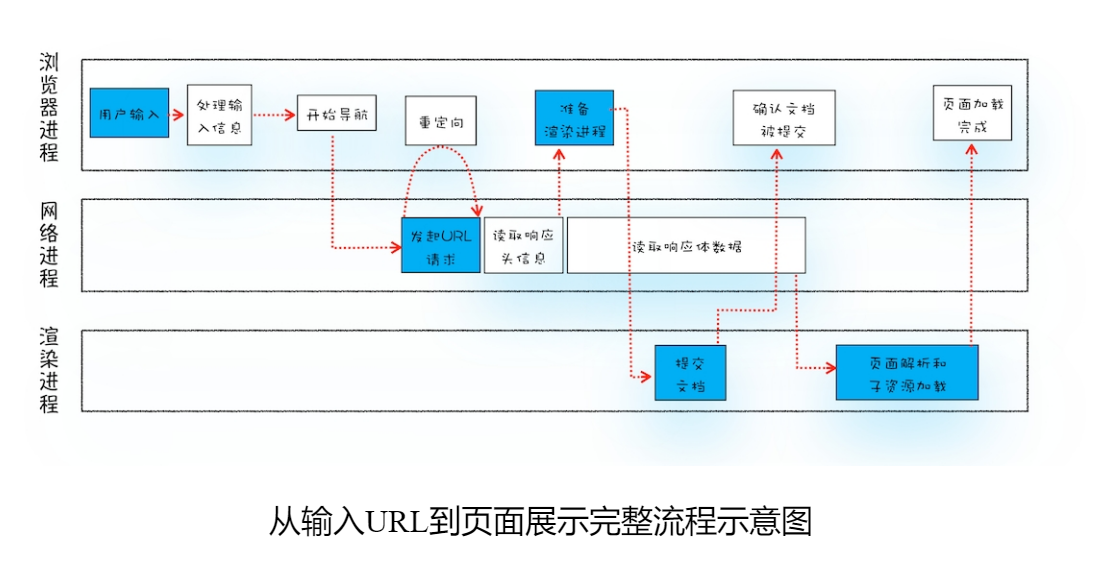 浏览器进程
用户输入
处理输
入信息
开始导航
重定向
准备
渲染进程
确认文档
被提交
页面加载
完成
网络进程
发起URL
请求
读取响应
头信息
读取响应体数据
渲染进程
提交
文档
页面解析和
子资源加载
从输入URL到页面展示完整流程示意图